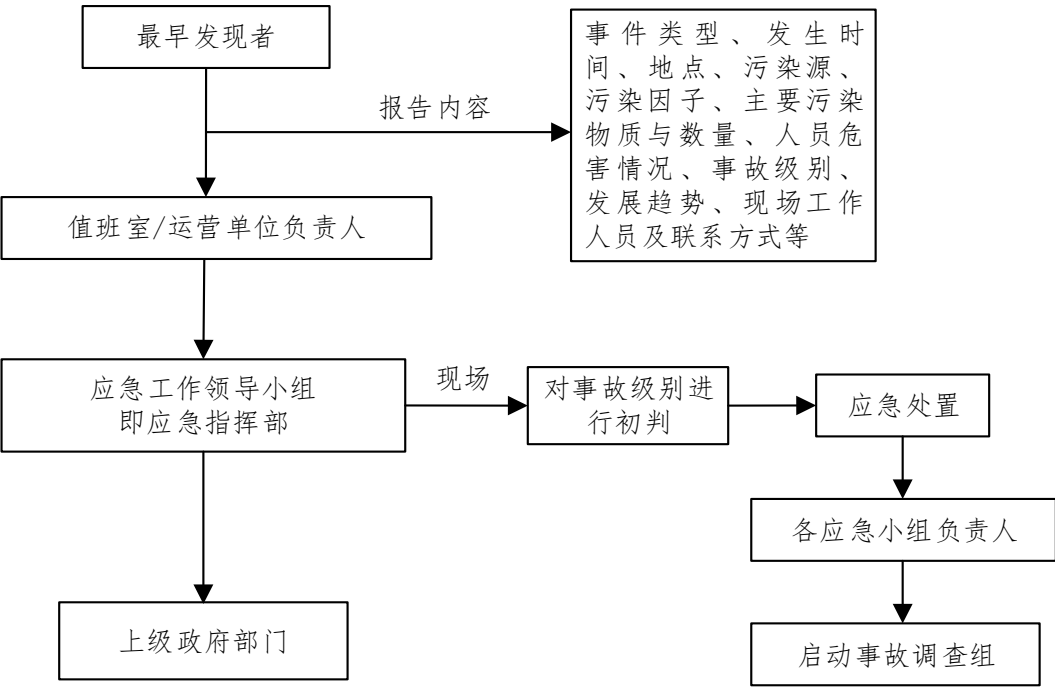 最早发现者
事件类型、发生时
间、地点、污染源、
污染因子、主要污染
物质与数量、人员危
害情况、事故级别、
发展趋势、现场工作
人员及联系方式等
报告内容
值班室/运营单位负责人
应急工作领导小组
即应急指挥部
现场
对事故级别进
行初判
应急处置
各应急小组负责人
上级政府部门
启动事故调查组